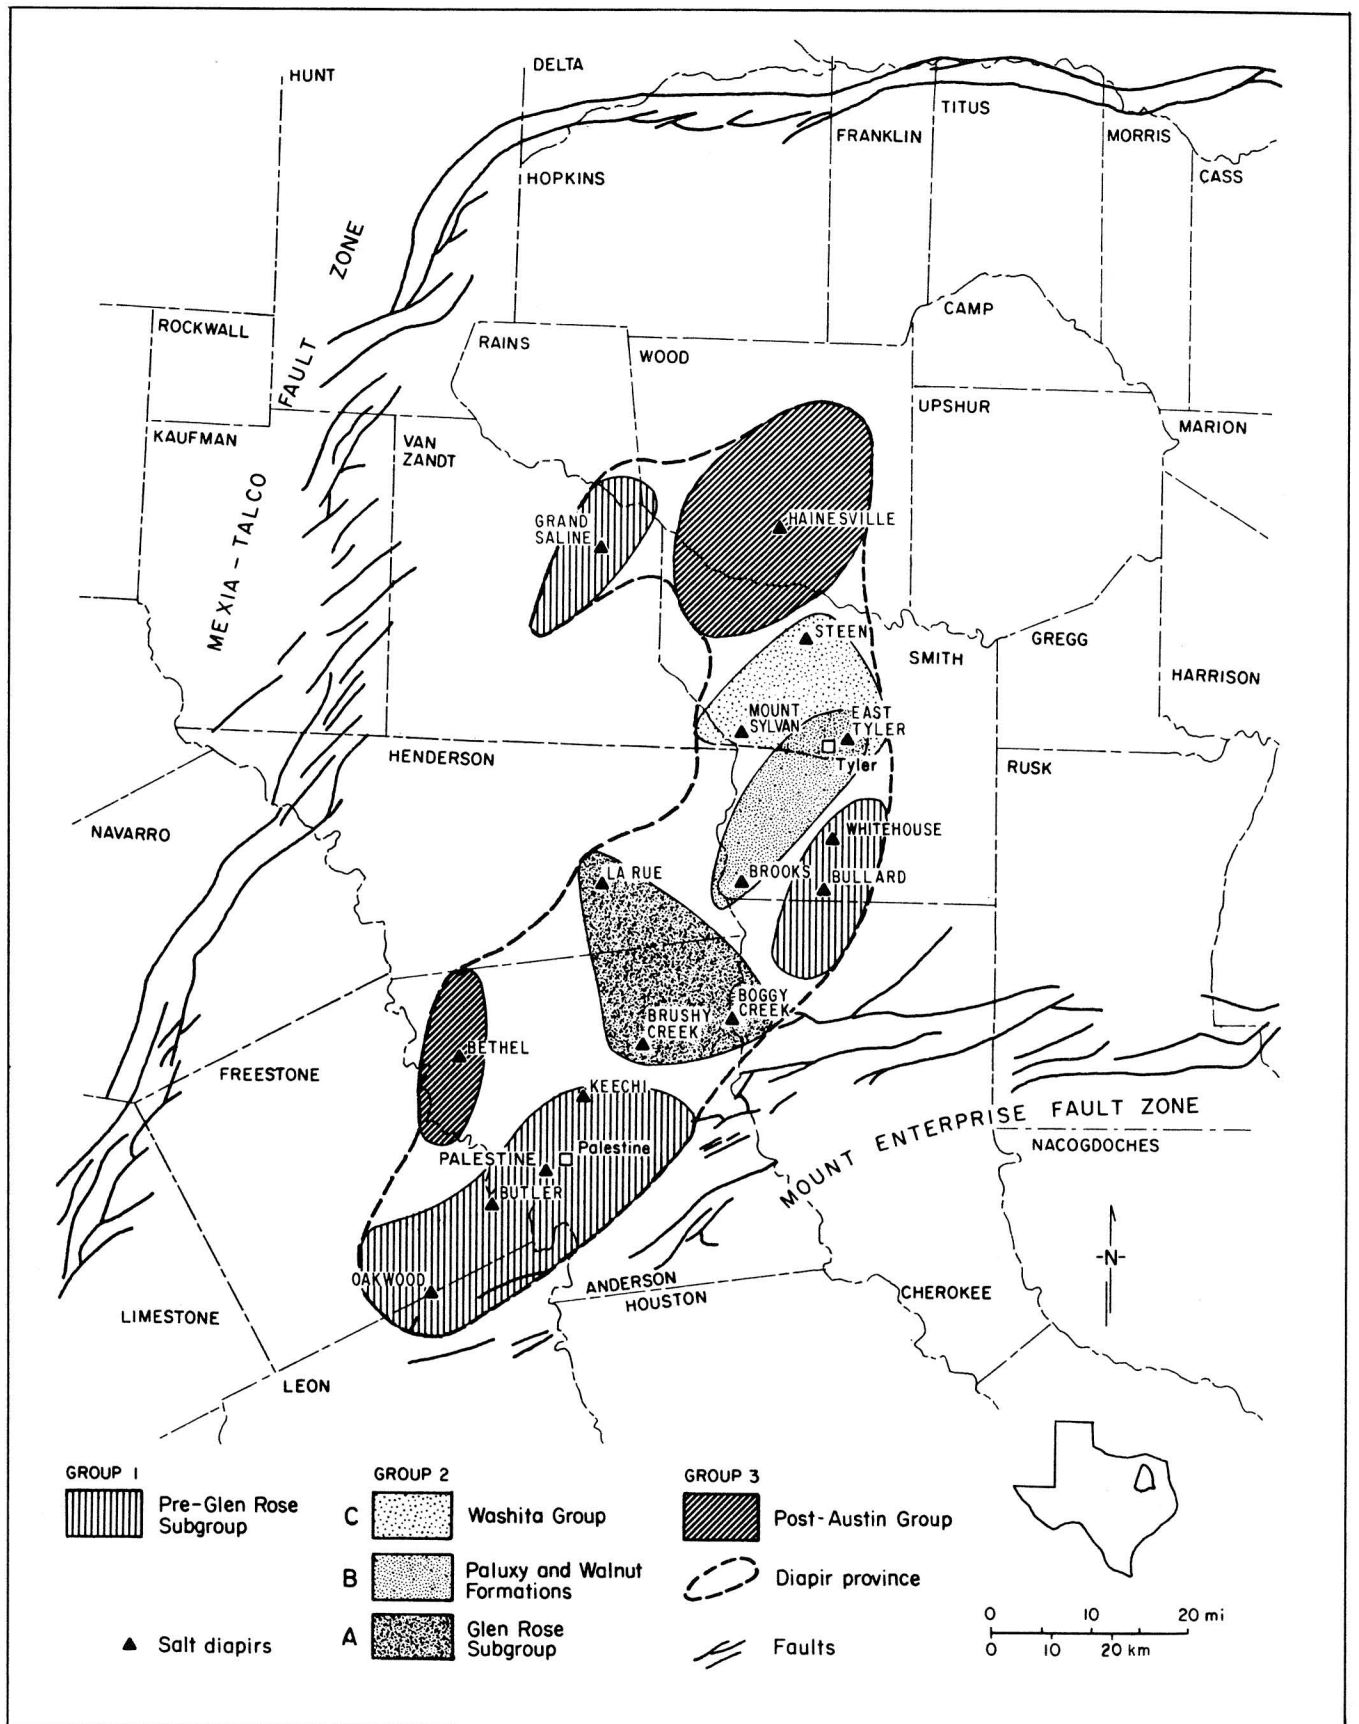 HUNT
DELTA
TITUS
FRANKLIN
MORRIS
CASS
HOPKINS
ZONE
ROCKWALL
CAMP
RAINS
WOOD
FAULT
UPSHUR
MARION
KAUFMAN
VAN
ZANDT
MEXIA-TALCO
GRAND
SALINE
HAINESVILLE
STEEN
SMITH
GREGG
HARRISON
MOUNT
SYLVAN
EAST
TYLER
Tyler
HENDERSON
RUSK
NAVARRO
WHITEHOUSE
LA RUE
BROOKS
BULLARD
BOGGY
CREEK
BRUSHY
CREEK
BETHEL
FREESTONE
KEECHI
MOUNT ENTERPRISE FAULT ZONE
NACOGDOCHES
PALESTINE
Palestine
BUTLER
-N-
OAKWOOD
ANDERSON
HOUSTON
CHEROKEE
LIMESTONE
LEON
GROUP 1
Pre-Glen Rose
Subgroup
Salt diapirs
GROUP 2
C Washita Group
B Paluxy and Walnut
Formations
A Glen Rose
Subgroup
GROUP 3
Post-Austin Group
Diapir province
Faults
0 10 20 mi
0 10 20 km